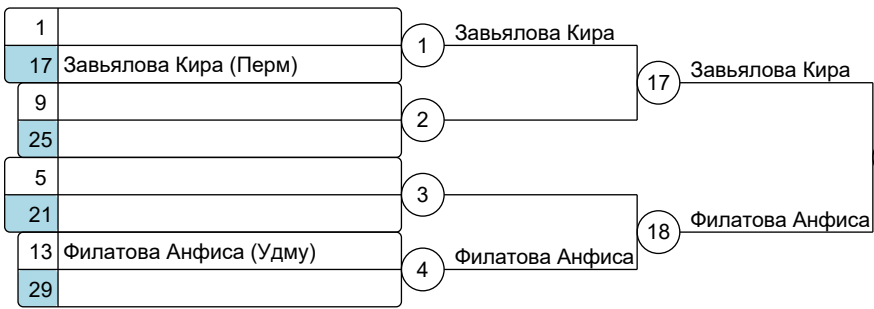 1
17 Завьялова Кира (Перм)
9
25
5
21
13 Филатова Анфиса (Удму)
29
1 Завьялова Кира
2
3
4 Филатова Анфиса
17 Завьялова Кира
18 Филатова Анфиса